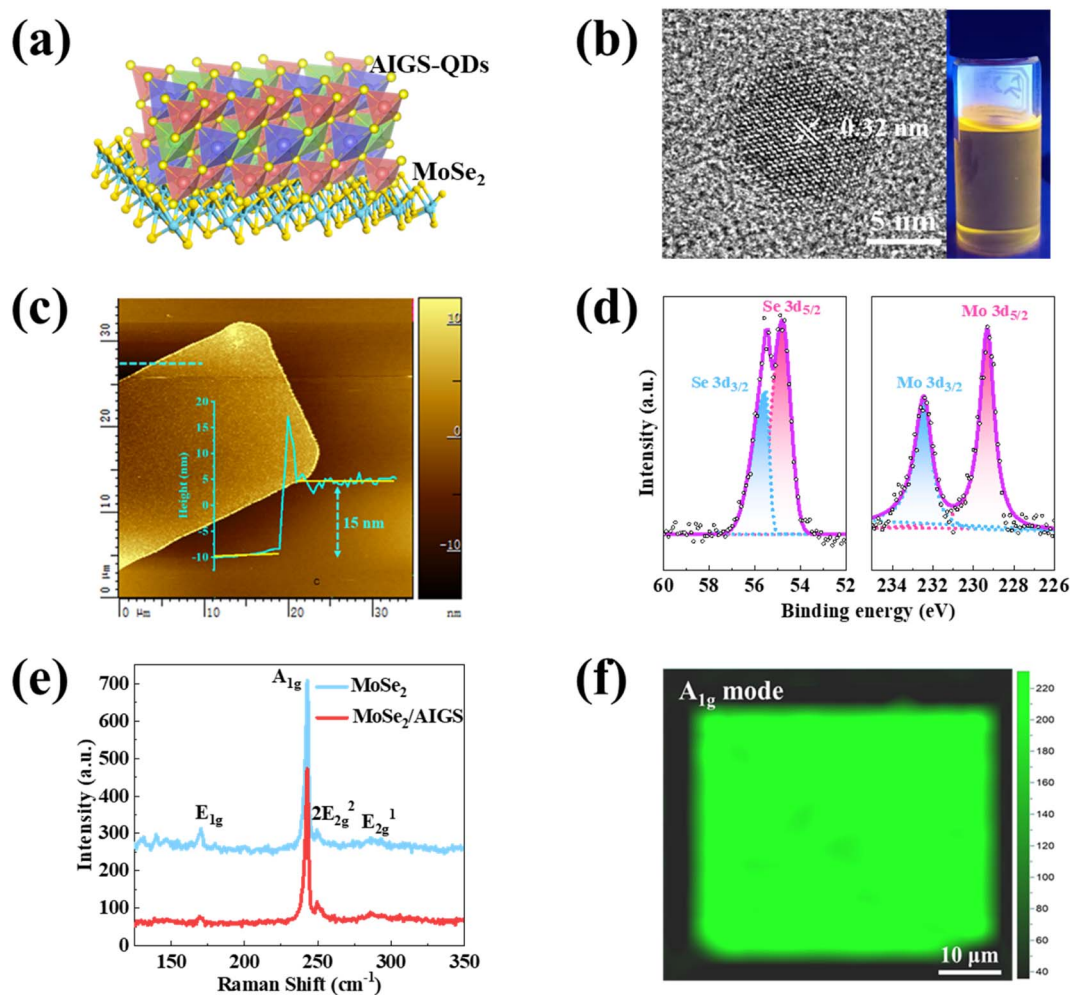 (a)
AIGS-QDs
MoSe₂
(b)
0.32 nm
5 nm
(c)
0 µm 10 20 30
0 µm
10
20
30
Height (nm)
20
15
10
5
0
-5
-10
15 nm
c
10
0
-10
nm
(d)
Se 3d₅/₂
Se 3d₃/₂
Mo 3d₅/₂
Mo 3d₃/₂
Intensity (a.u.)
60 58 56 54 52
234 232 230 228 226
Binding energy (eV)
(e)
A₁g
MoSe₂
MoSe₂/AIGS
E₁g
2E₂g²
E₂g¹
Intensity (a.u.)
700
600
500
400
300
200
100
0
150 200 250 300 350
Raman Shift (cm⁻¹)
(f)
A₁g mode
10 µm
220
200
180
160
140
120
100
80
60
40